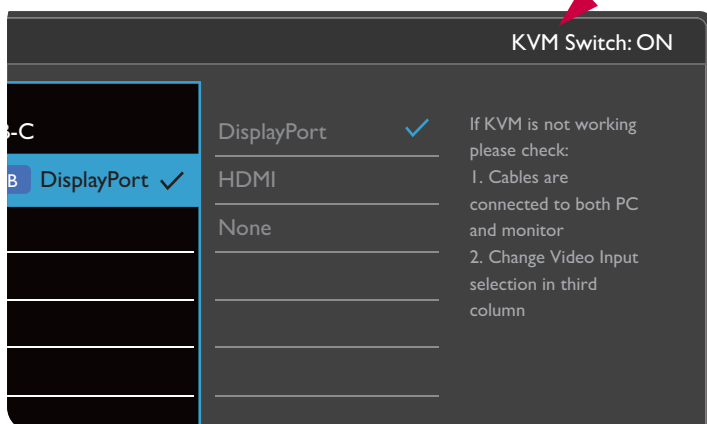 KVM Switch: ON
-C
B DisplayPort
DisplayPort
HDMI
None
If KVM is not working
please check:
1. Cables are
connected to both PC
and monitor
2. Change Video Input
selection in third
column